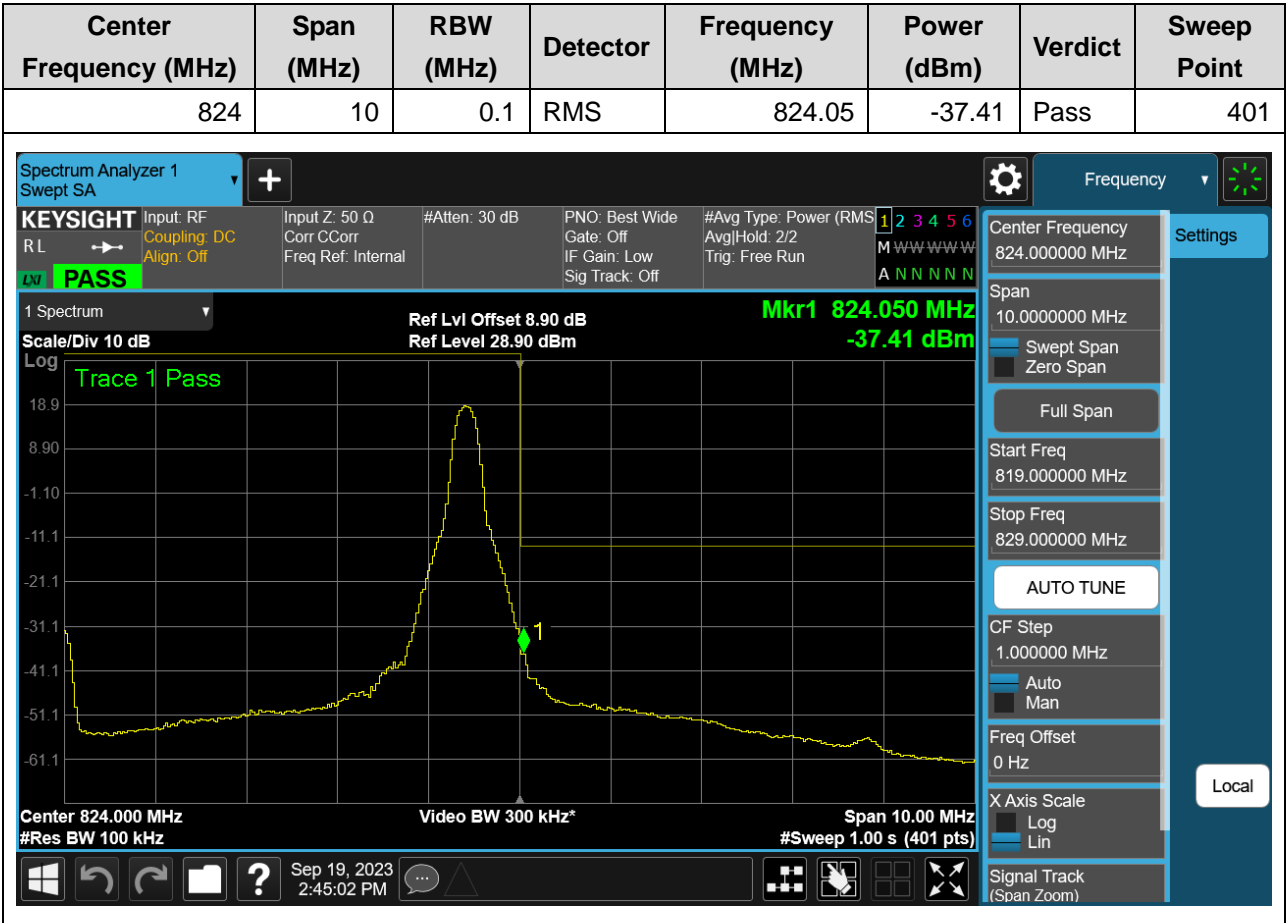 Center Frequency (MHz) Span (MHz) RBW (MHz) Detector Frequency (MHz) Power (dBm) Verdict Sweep Point
824 10 0.1 RMS 824.05 -37.41 Pass 401
Spectrum Analyzer 1
Swept SA
Frequency
KEYSIGHT
R L
LXI PASS
Input: RF
Coupling: DC
Align: Off
Input Z: 50 Ω
Corr CCorr
Freq Ref: Internal
#Atten: 30 dB
PNO: Best Wide
Gate: Off
IF Gain: Low
Sig Track: Off
#Avg Type: Power (RMS
Avg|Hold: 2/2
Trig: Free Run
1 2 3 4 5 6
M W W W W W
A N N N N N
1 Spectrum
Scale/Div 10 dB
Ref Lvl Offset 8.90 dB
Ref Level 28.90 dBm
Mkr1 824.050 MHz
-37.41 dBm
Log
Trace 1 Pass
18.9
8.90
-1.10
-11.1
-21.1
-31.1
-41.1
-51.1
-61.1
1
Center 824.000 MHz
#Res BW 100 kHz
Video BW 300 kHz*
Span 10.00 MHz
#Sweep 1.00 s (401 pts)
Center Frequency
824.000000 MHz
Span
10.0000000 MHz
Swept Span
Zero Span
Full Span
Start Freq
819.000000 MHz
Stop Freq
829.000000 MHz
AUTO TUNE
CF Step
1.000000 MHz
Auto
Man
Freq Offset
0 Hz
X Axis Scale
Log
Lin
Signal Track
(Span Zoom)
Settings
Local
?
Sep 19, 2023
2:45:02 PM